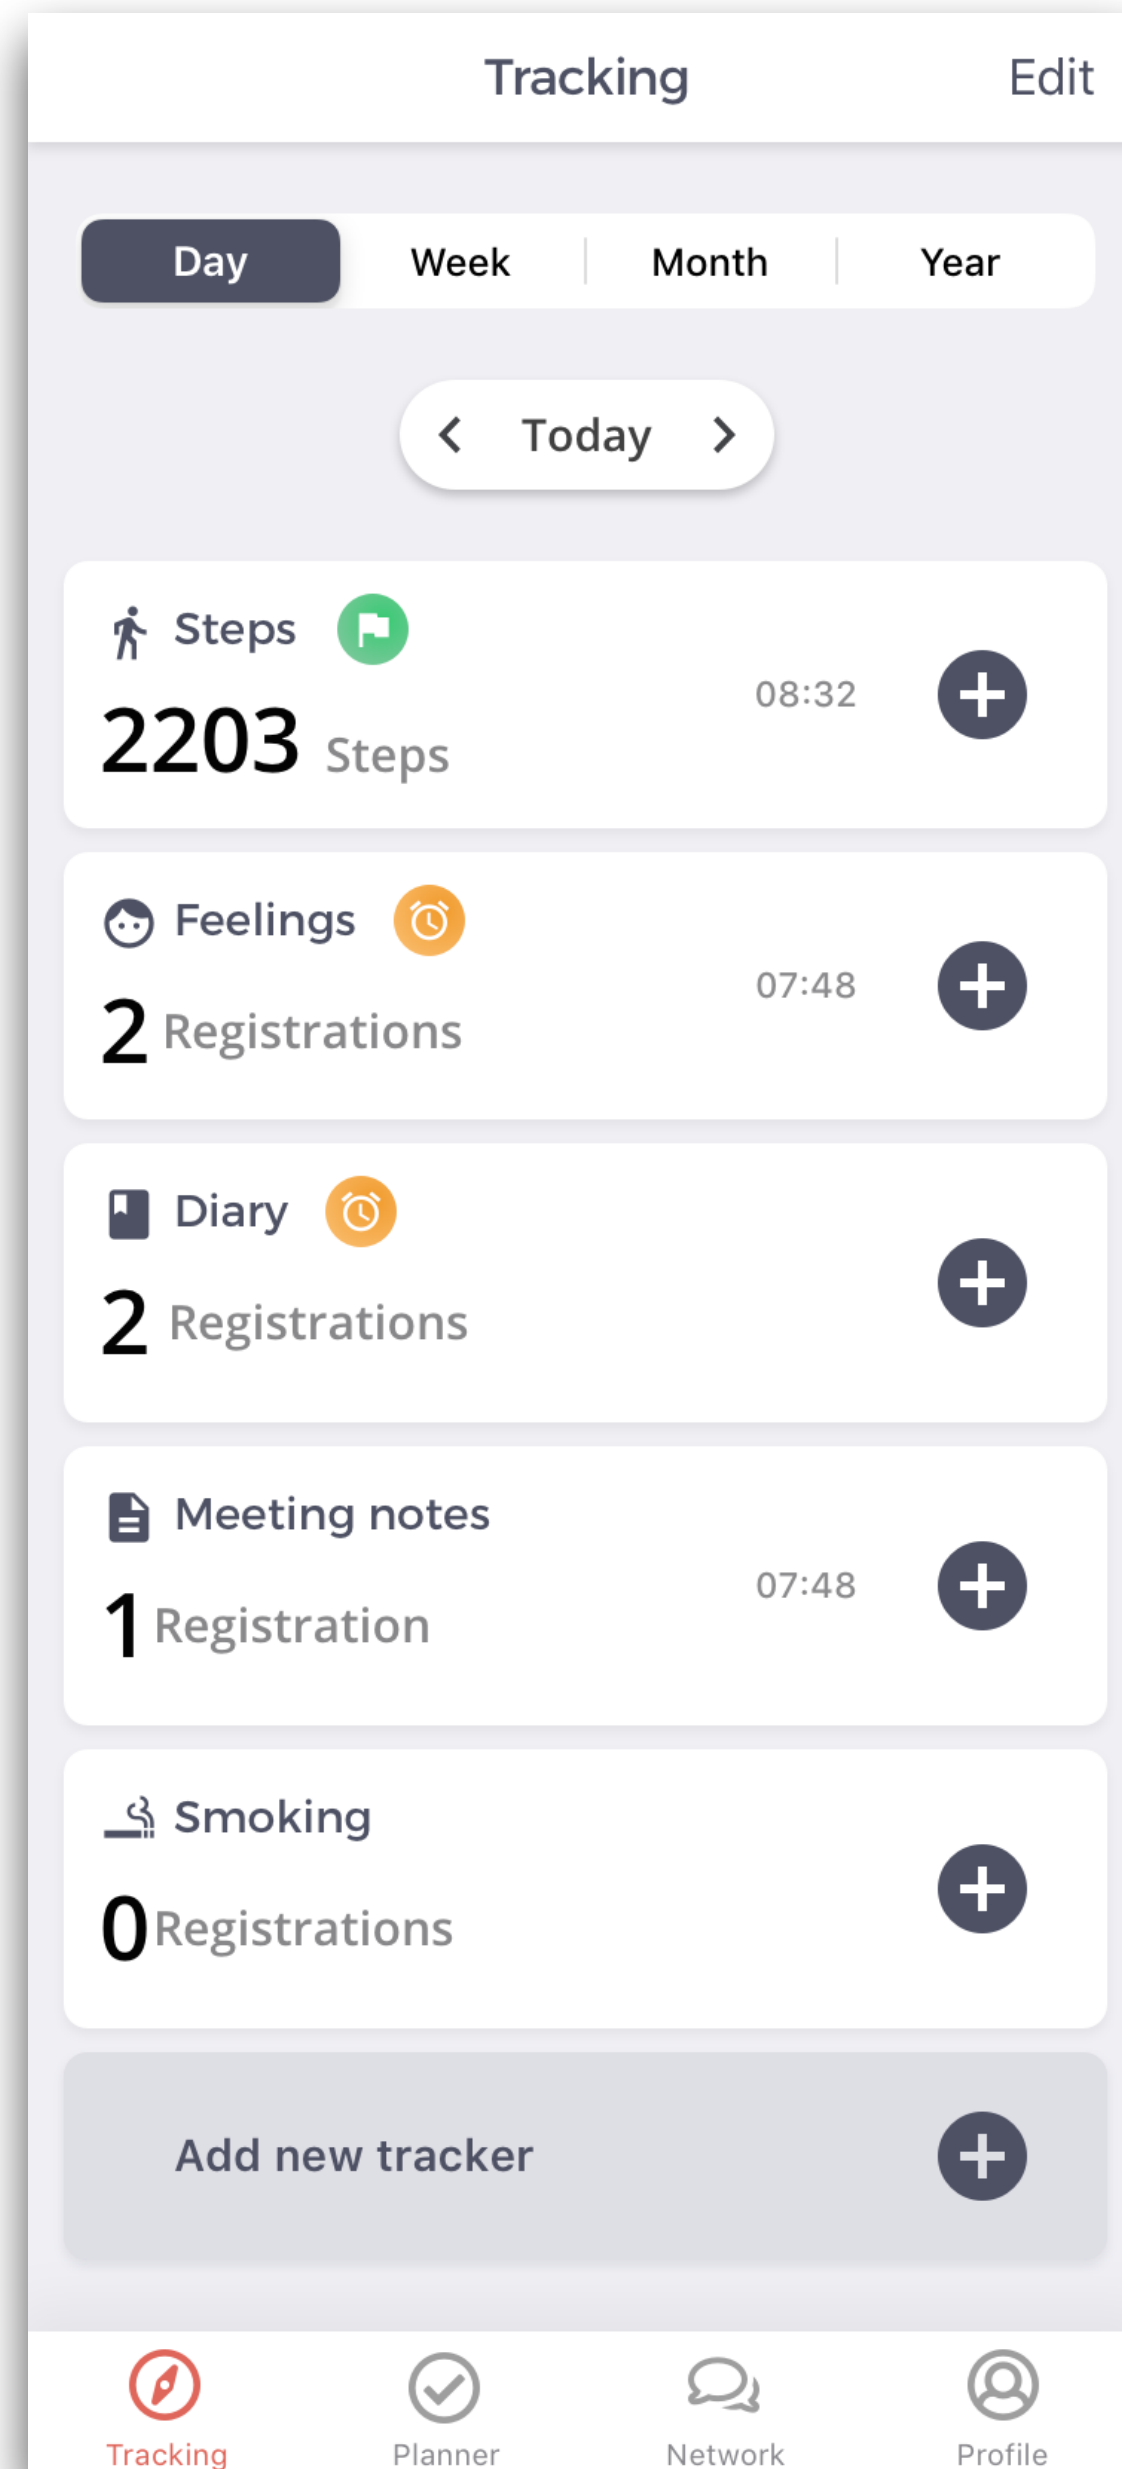 Tracking Edit
Day Week Month Year
Today
Steps
2203 Steps
08:32
Feelings
2 Registrations
07:48
Diary
2 Registrations
Meeting notes
1 Registration
07:48
Smoking
0 Registrations
Add new tracker
Tracking Planner Network Profile